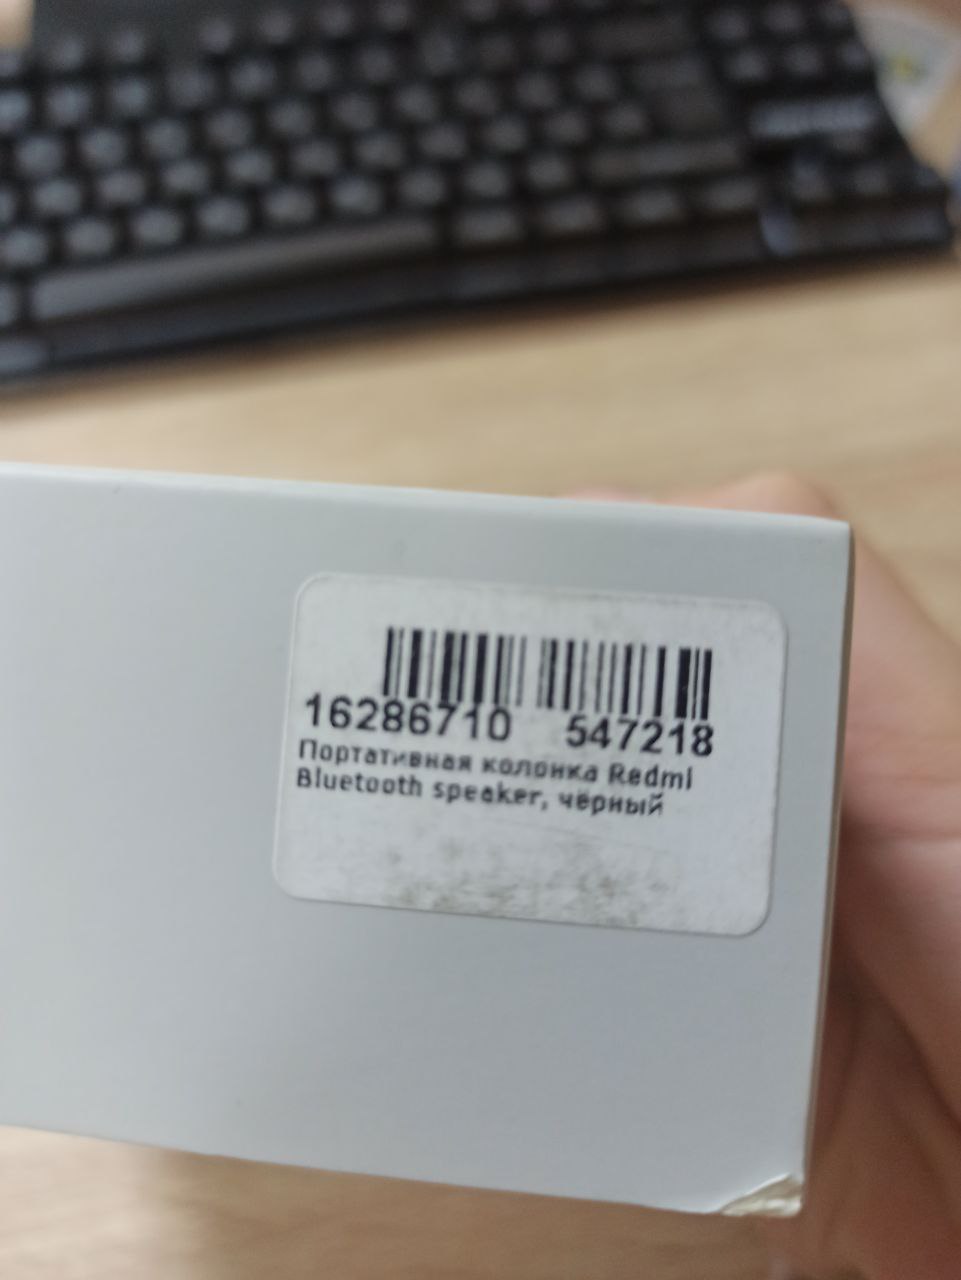 16286710 547218
Портативная колонка Redmi
Bluetooth speaker, чёрный